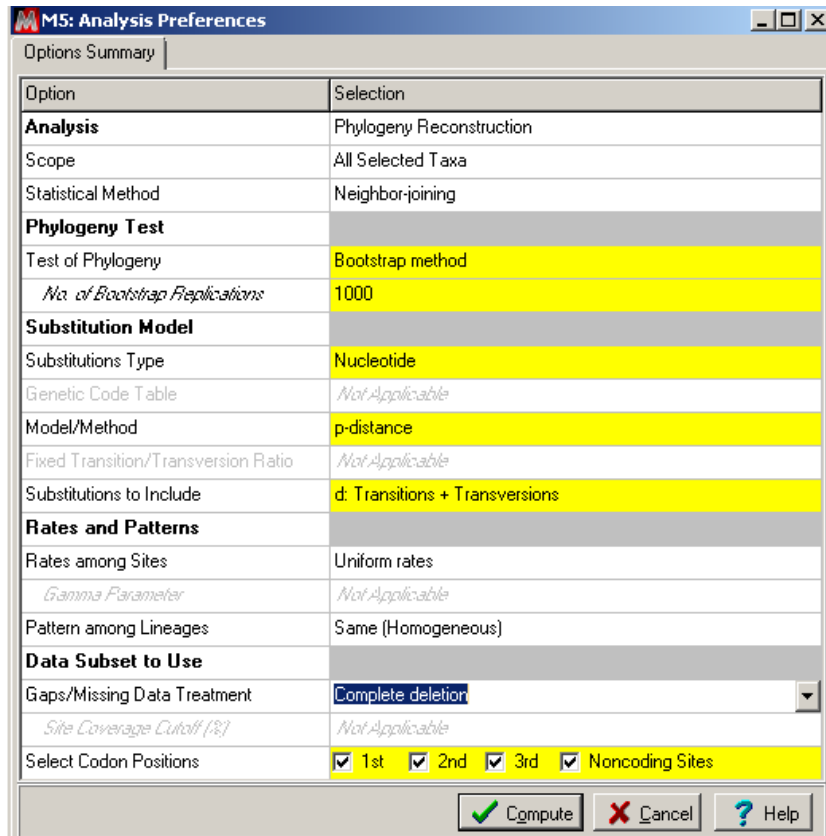 M5: Analysis Preferences
Options Summary
Option Selection
Analysis Phylogeny Reconstruction
Scope All Selected Taxa
Statistical Method Neighbor-joining
Phylogeny Test
Test of Phylogeny Bootstrap method
No. of Bootstrap Replications 1000
Substitution Model
Substitutions Type Nucleotide
Genetic Code Table Not Applicable
Model/Method p-distance
Fixed Transition/Transversion Ratio Not Applicable
Substitutions to Include d: Transitions + Transversions
Rates and Patterns
Rates among Sites Uniform rates
Gamma Parameter Not Applicable
Pattern among Lineages Same (Homogeneous)
Data Subset to Use
Gaps/Missing Data Treatment Complete deletion
Site Coverage Cutoff (%) Not Applicable
Select Codon Positions 1st 2nd 3rd Noncoding Sites
Compute Cancel Help